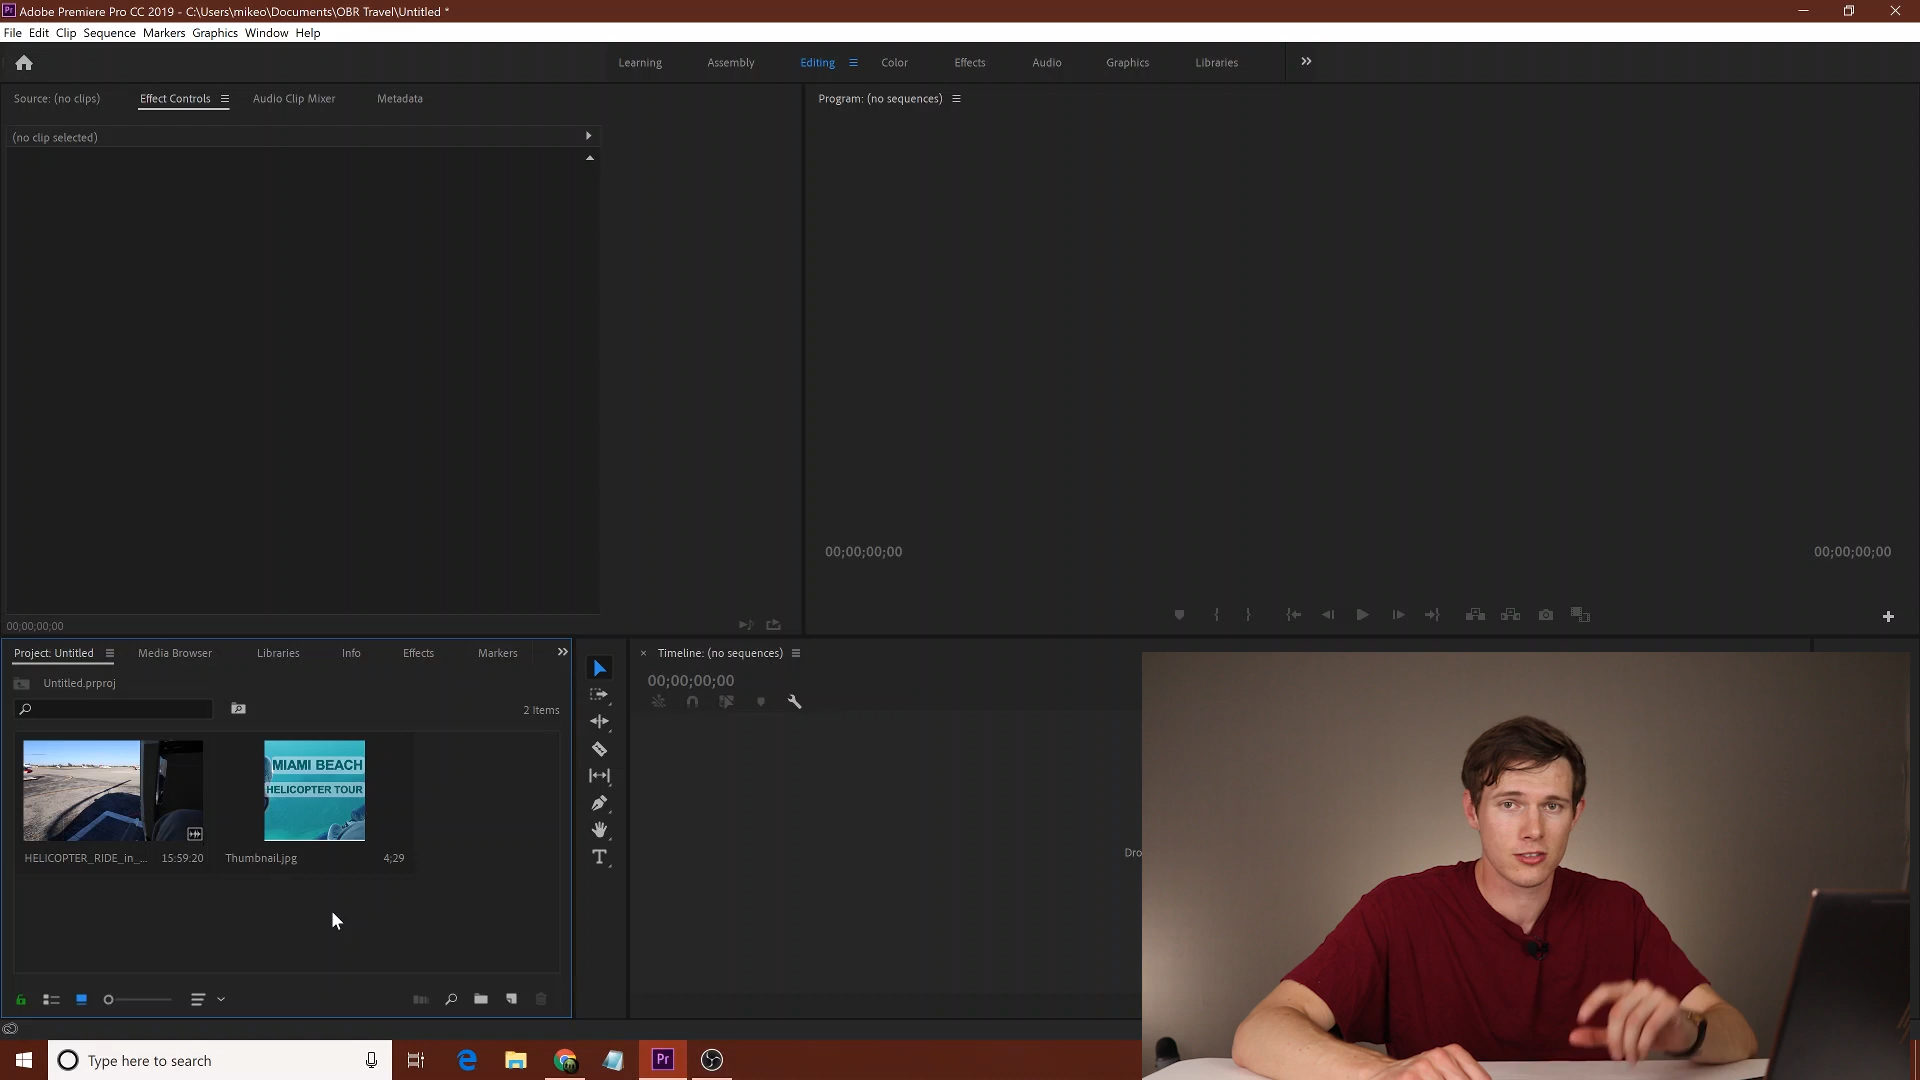 Pr Adobe Premiere Pro CC 2019 - C:\Users\mikeo\Documents\OBR Travel\Untitled *
File Edit Clip Sequence Markers Graphics Window Help
Learning Assembly Editing Color Effects Audio Graphics Libraries
Source: (no clips) Effect Controls Audio Clip Mixer Metadata
Program: (no sequences)
(no clip selected)
00;00;00;00 00;00;00;00
00;00;00;00
Project: Untitled Media Browser Libraries Info Effects Markers
Timeline: (no sequences)
Untitled.prproj
00;00;00;00
2 Items
MIAMI BEACH
HELICOPTER TOUR
HELICOPTER_RIDE_in_... 15:59:20 Thumbnail.jpg 4;29
Dro
T
Type here to search
Pr